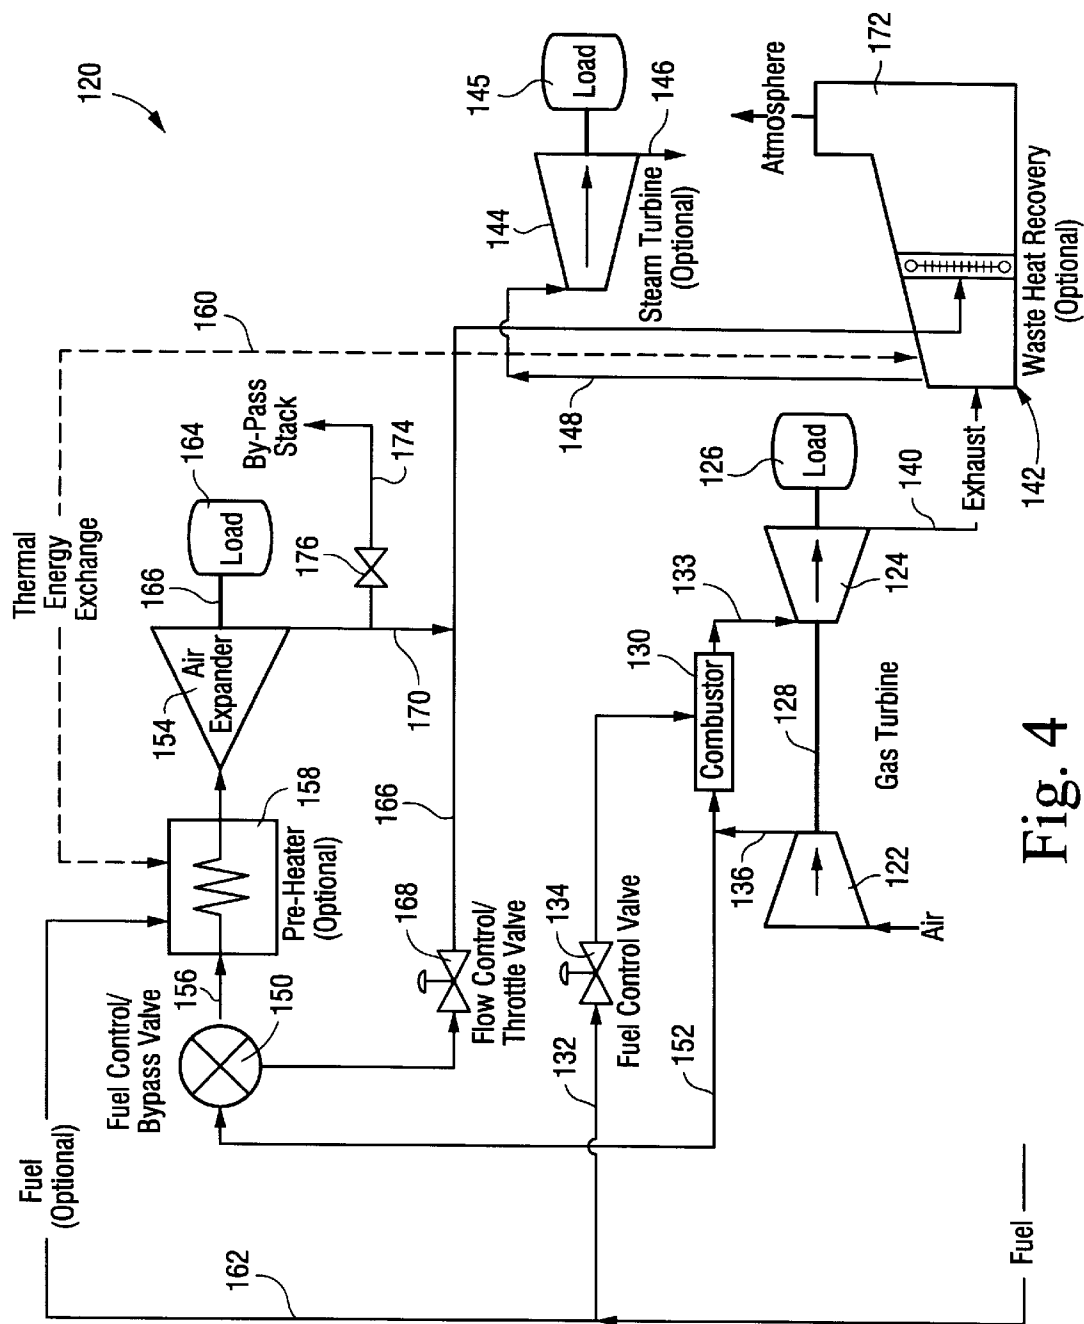 120
160
Thermal
Energy
Exchange
Fuel
(Optional)
162
Fuel Control/
Bypass Valve
156
150
158
Pre-Heater
(Optional)
154
Air
Expander
166
164
Load
By-Pass
Stack
174
176
170
168
166
Flow Control/
Throttle Valve
145
Load
144
146
Steam Turbine
(Optional)
148
132
134
Fuel Control Valve
152
130
Combustor
133
136
122
Air
128
Gas Turbine
124
126
Load
140
Exhaust
142
Atmosphere
172
Waste Heat Recovery
(Optional)
Fuel
Fig. 4